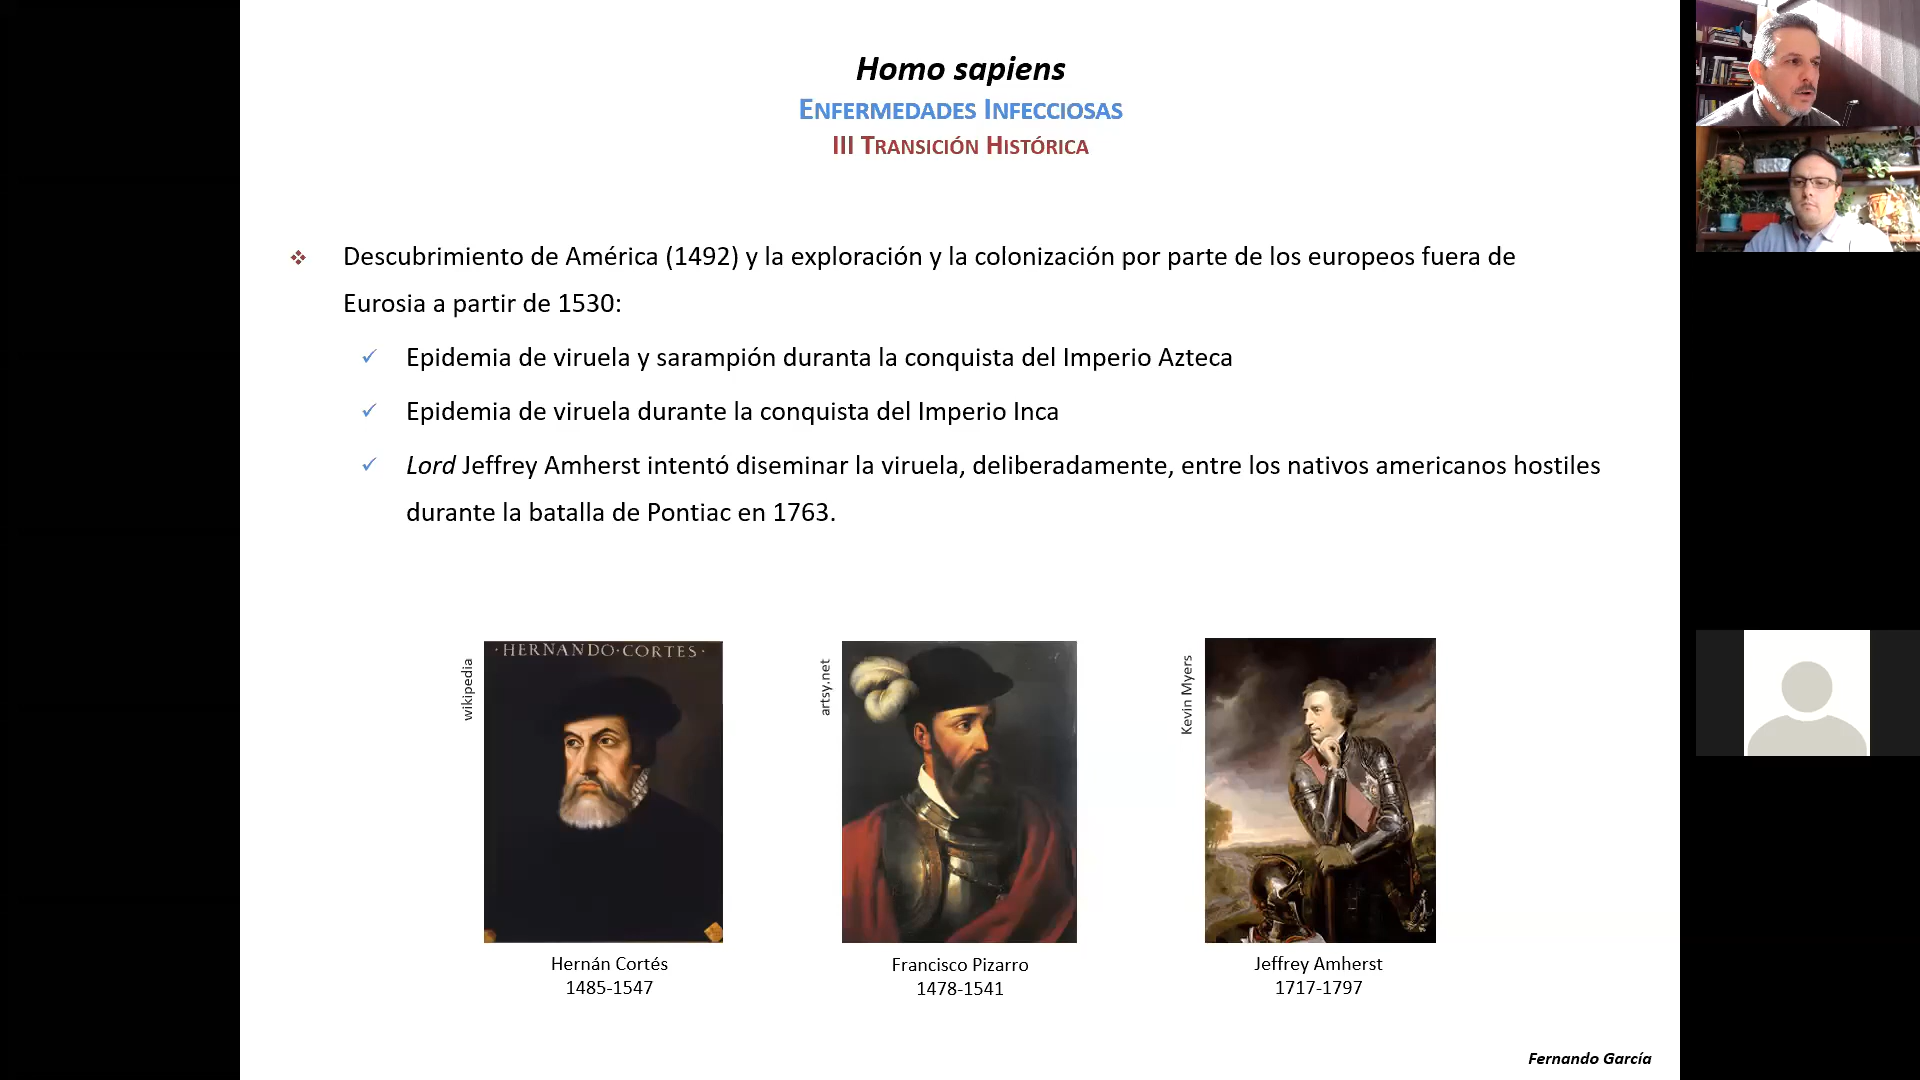 Homo sapiens
ENFERMEDADES INFECCIOSAS
III TRANSICIÓN HISTÓRICA
❖ Descubrimiento de América (1492) y la exploración y la colonización por parte de los europeos fuera de
Eurosia a partir de 1530:
✓ Epidemia de viruela y sarampión duranta la conquista del Imperio Azteca
✓ Epidemia de viruela durante la conquista del Imperio Inca
✓ Lord Jeffrey Amherst intentó diseminar la viruela, deliberadamente, entre los nativos americanos hostiles
durante la batalla de Pontiac en 1763.
wikipedia
·HERNANDO·CORTES·
Hernán Cortés
1485-1547
artsy.net
Francisco Pizarro
1478-1541
Kevin Myers
Jeffrey Amherst
1717-1797
Fernando García